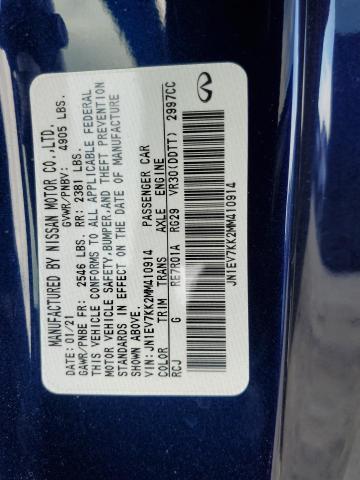 MANUFACTURED BY NISSAN MOTOR CO.,LTD.
DATE: 01/21 GVWR/PNBV: 4905 LBS.
GAWR/PNBE FR: 2546 LBS. RR: 2381 LBS.
THIS VEHICLE CONFORMS TO ALL APPLICABLE FEDERAL
MOTOR VEHICLE SAFETY,BUMPER,AND THEFT PREVENTION
STANDARDS IN EFFECT ON THE DATE OF MANUFACTURE
SHOWN ABOVE.
VIN: JN1EV7KK2MM410914 PASSENGER CAR
COLOR TRIM TRANS AXLE ENGINE
RCJ G RE7R01A RG29 VR30(DDTT) 2997CC
JN1EV7KK2MM410914